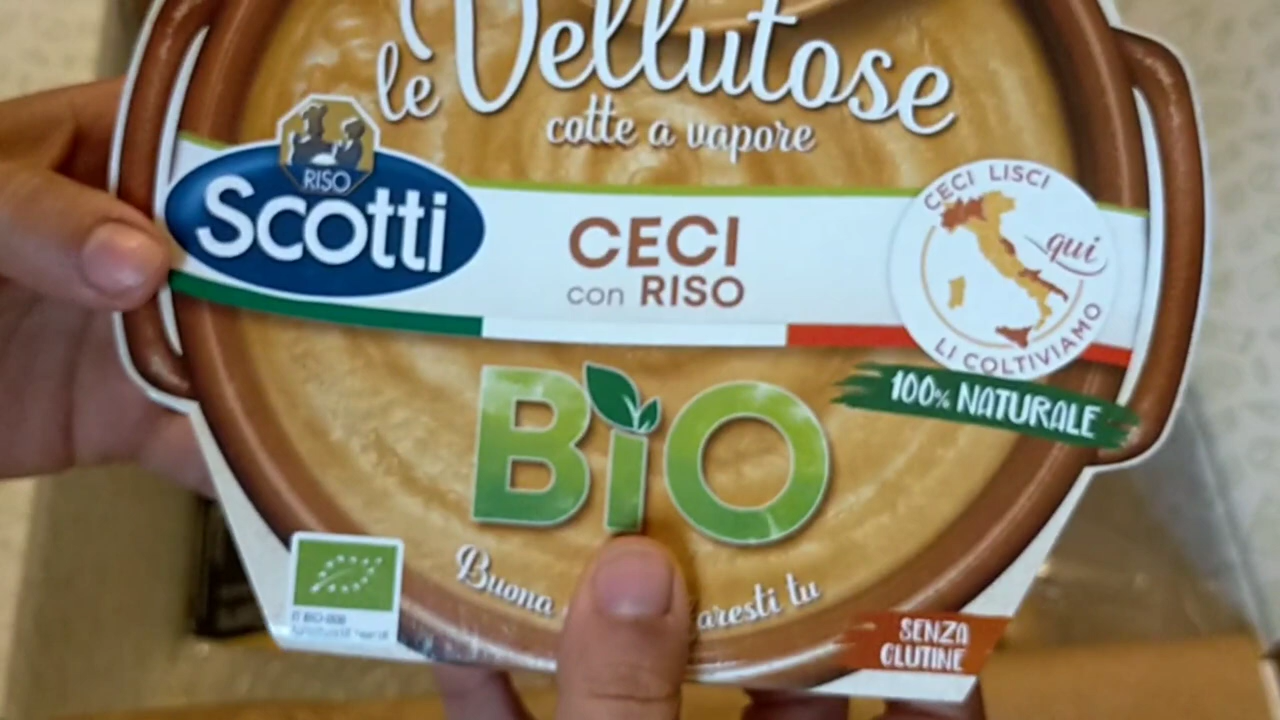 le Vellutose
cotte a vapore
RISO
Scotti
CECI
con RISO
CECI LISCI
qui
LI COLTIVIAMO
100% NATURALE
BiO
Buona
aresti tu
SENZA
GLUTINE